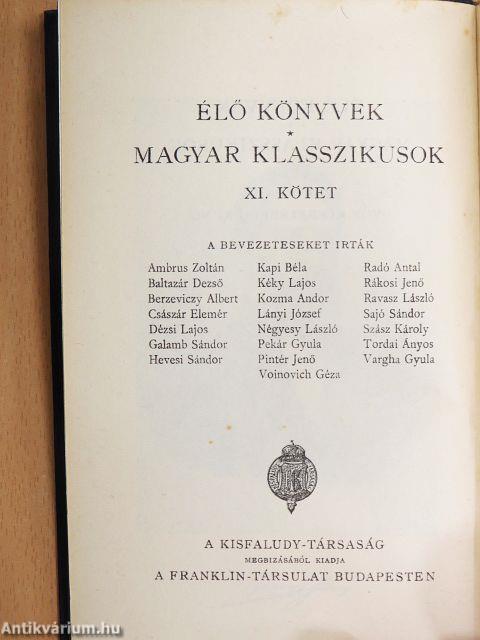 ÉLŐ KÖNYVEK
*
MAGYAR KLASSZIKUSOK
XI. KÖTET
A BEVEZETESEKET IRTÁK
Ambrus Zoltán
Baltazár Dezső
Berzeviczy Albert
Császár Elemér
Dézsi Lajos
Galamb Sándor
Hevesi Sándor
Kapi Béla
Kéky Lajos
Kozma Andor
Lányi József
Négyesy László
Pekár Gyula
Pintér Jenő
Voinovich Géza
Radó Antal
Rákosi Jenő
Ravasz László
Sajó Sándor
Szász Károly
Tordai Ányos
Vargha Gyula
A KISFALUDY-TÁRSASÁG
MEGBIZÁSÁBÓL KIADJA
A FRANKLIN-TÁRSULAT BUDAPESTEN
Antikvárium.hu